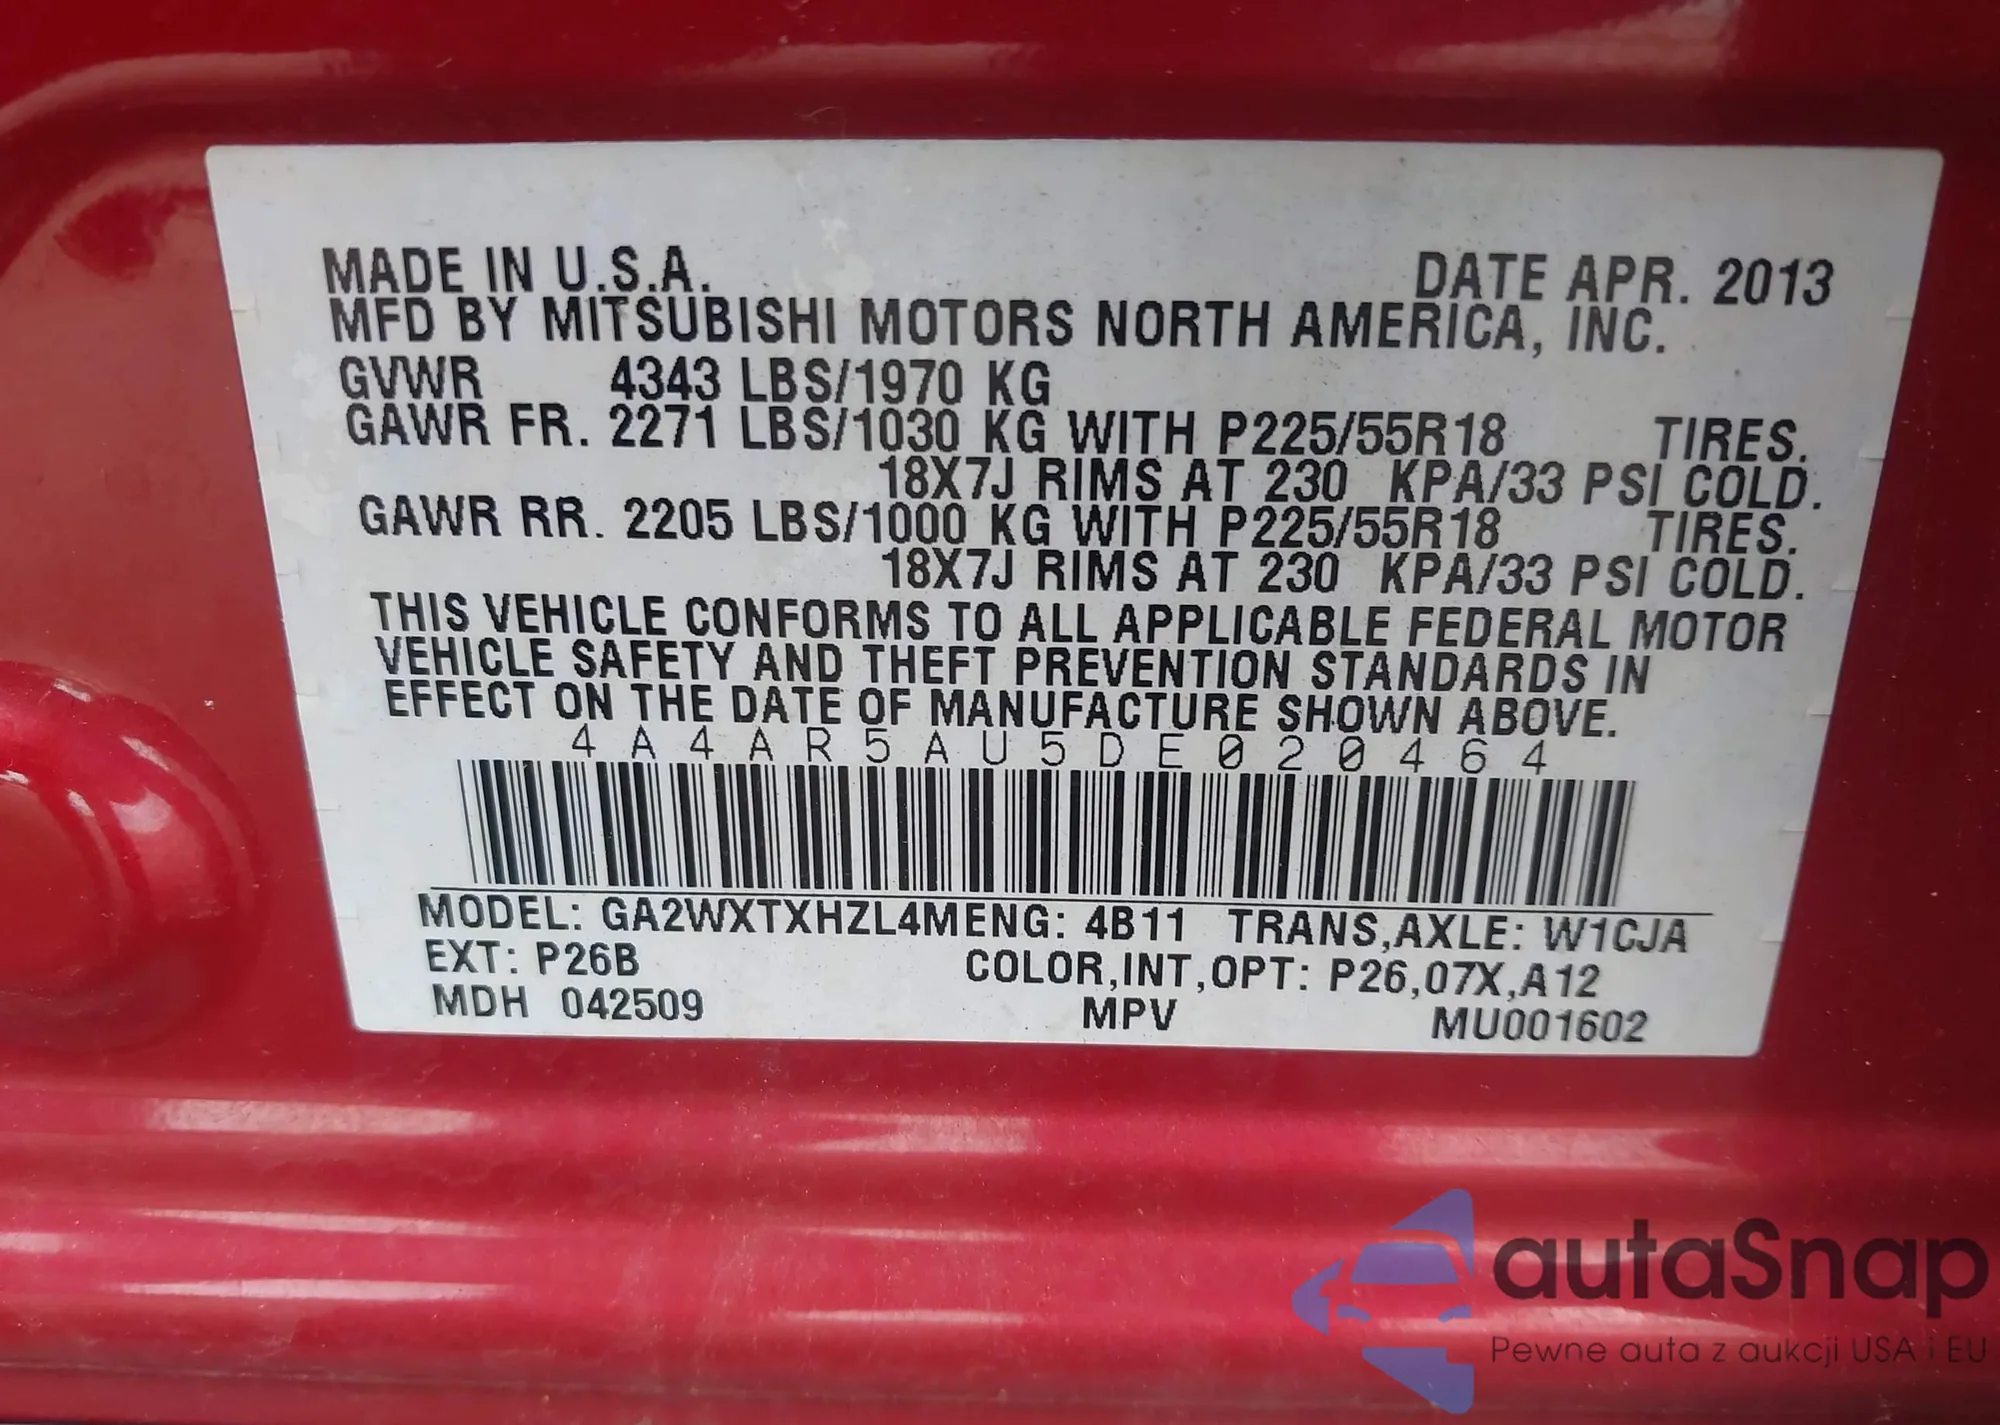 MADE IN U.S.A. DATE APR. 2013
MFD BY MITSUBISHI MOTORS NORTH AMERICA, INC.
GVWR 4343 LBS/1970 KG
GAWR FR. 2271 LBS/1030 KG WITH P225/55R18 TIRES.
18X7J RIMS AT 230 KPA/33 PSI COLD.
GAWR RR. 2205 LBS/1000 KG WITH P225/55R18 TIRES.
18X7J RIMS AT 230 KPA/33 PSI COLD.
THIS VEHICLE CONFORMS TO ALL APPLICABLE FEDERAL MOTOR
VEHICLE SAFETY AND THEFT PREVENTION STANDARDS IN
EFFECT ON THE DATE OF MANUFACTURE SHOWN ABOVE.
4A4AR5AU5DE020464
MODEL: GA2WXTXHZL4MENG: 4B11 TRANS,AXLE: W1CJA
EXT: P26B COLOR,INT,OPT: P26,07X,A12
MDH 042509 MPV MU001602
autaSnap
Pewne auta z aukcji USA i EU